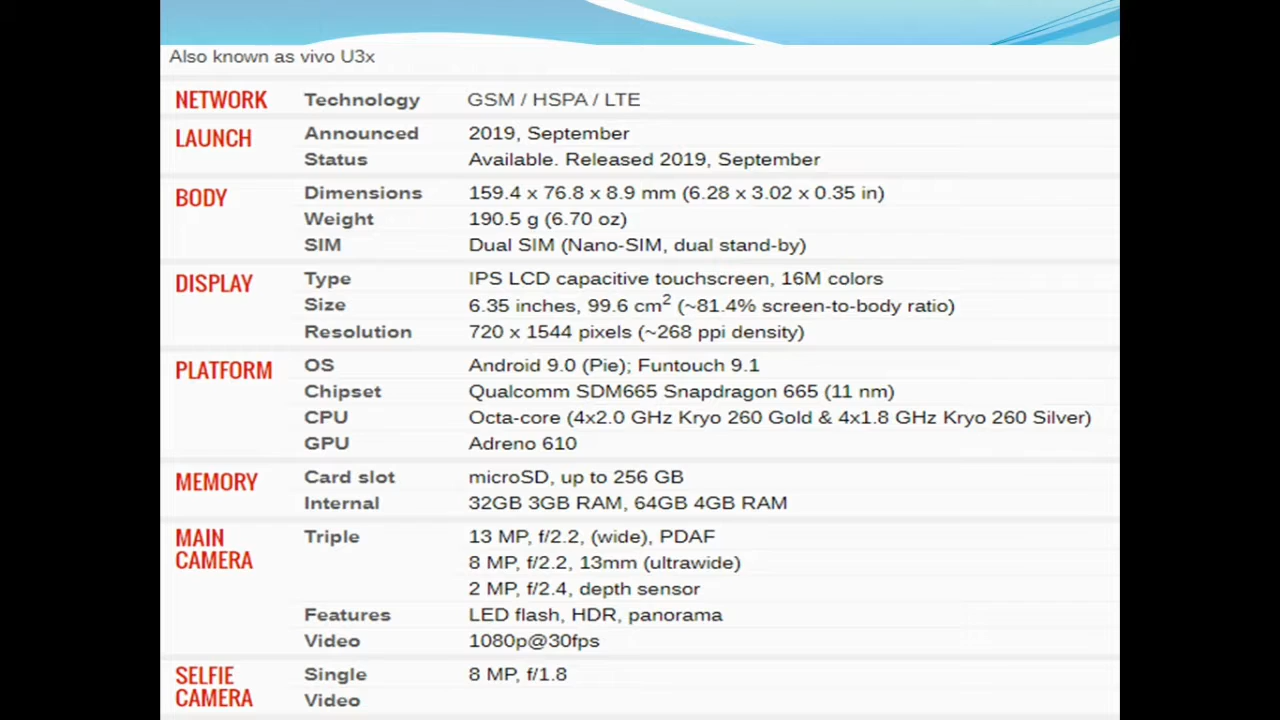 Also known as vivo U3x
NETWORK Technology GSM / HSPA / LTE
LAUNCH Announced 2019, September
Status Available. Released 2019, September
BODY Dimensions 159.4 x 76.8 x 8.9 mm (6.28 x 3.02 x 0.35 in)
Weight 190.5 g (6.70 oz)
SIM Dual SIM (Nano-SIM, dual stand-by)
DISPLAY Type IPS LCD capacitive touchscreen, 16M colors
Size 6.35 inches, 99.6 cm2 (~81.4% screen-to-body ratio)
Resolution 720 x 1544 pixels (~268 ppi density)
PLATFORM OS Android 9.0 (Pie); Funtouch 9.1
Chipset Qualcomm SDM665 Snapdragon 665 (11 nm)
CPU Octa-core (4x2.0 GHz Kryo 260 Gold & 4x1.8 GHz Kryo 260 Silver)
GPU Adreno 610
MEMORY Card slot microSD, up to 256 GB
Internal 32GB 3GB RAM, 64GB 4GB RAM
MAIN CAMERA Triple 13 MP, f/2.2, (wide), PDAF
8 MP, f/2.2, 13mm (ultrawide)
2 MP, f/2.4, depth sensor
Features LED flash, HDR, panorama
Video 1080p@30fps
SELFIE CAMERA Single 8 MP, f/1.8
Video